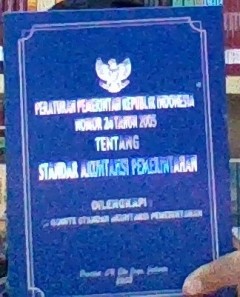 PERATURAN PEMERINTAH REPUBLIK INDONESIA
NOMOR 24 TAHUN 2005
TENTANG
STANDAR AKUNTANSI PEMERINTAHAN
DILENGKAPI :
KOMITE STANDAR AKUNTANSI PEMERINTAHAN